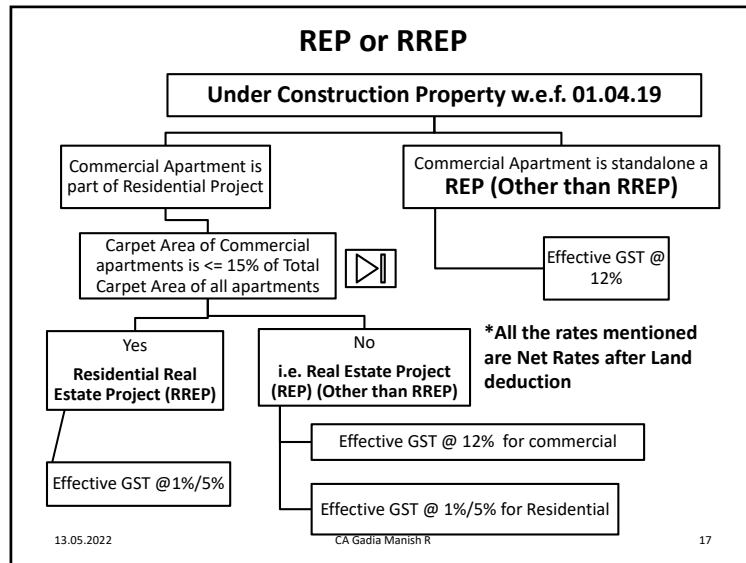 REP or RREP
Under Construction Property w.e.f. 01.04.19
Commercial Apartment is
part of Residential Project
Commercial Apartment is standalone a
REP (Other than RREP)
Carpet Area of Commercial
apartments is <= 15% of Total
Carpet Area of all apartments
Effective GST @
12%
Yes
Residential Real
Estate Project (RREP)
No
i.e. Real Estate Project
(REP) (Other than RREP)
*All the rates mentioned
are Net Rates after Land
deduction
Effective GST @ 12% for commercial
Effective GST @1%/5%
Effective GST @ 1%/5% for Residential
13.05.2022
CA Gadia Manish R
17